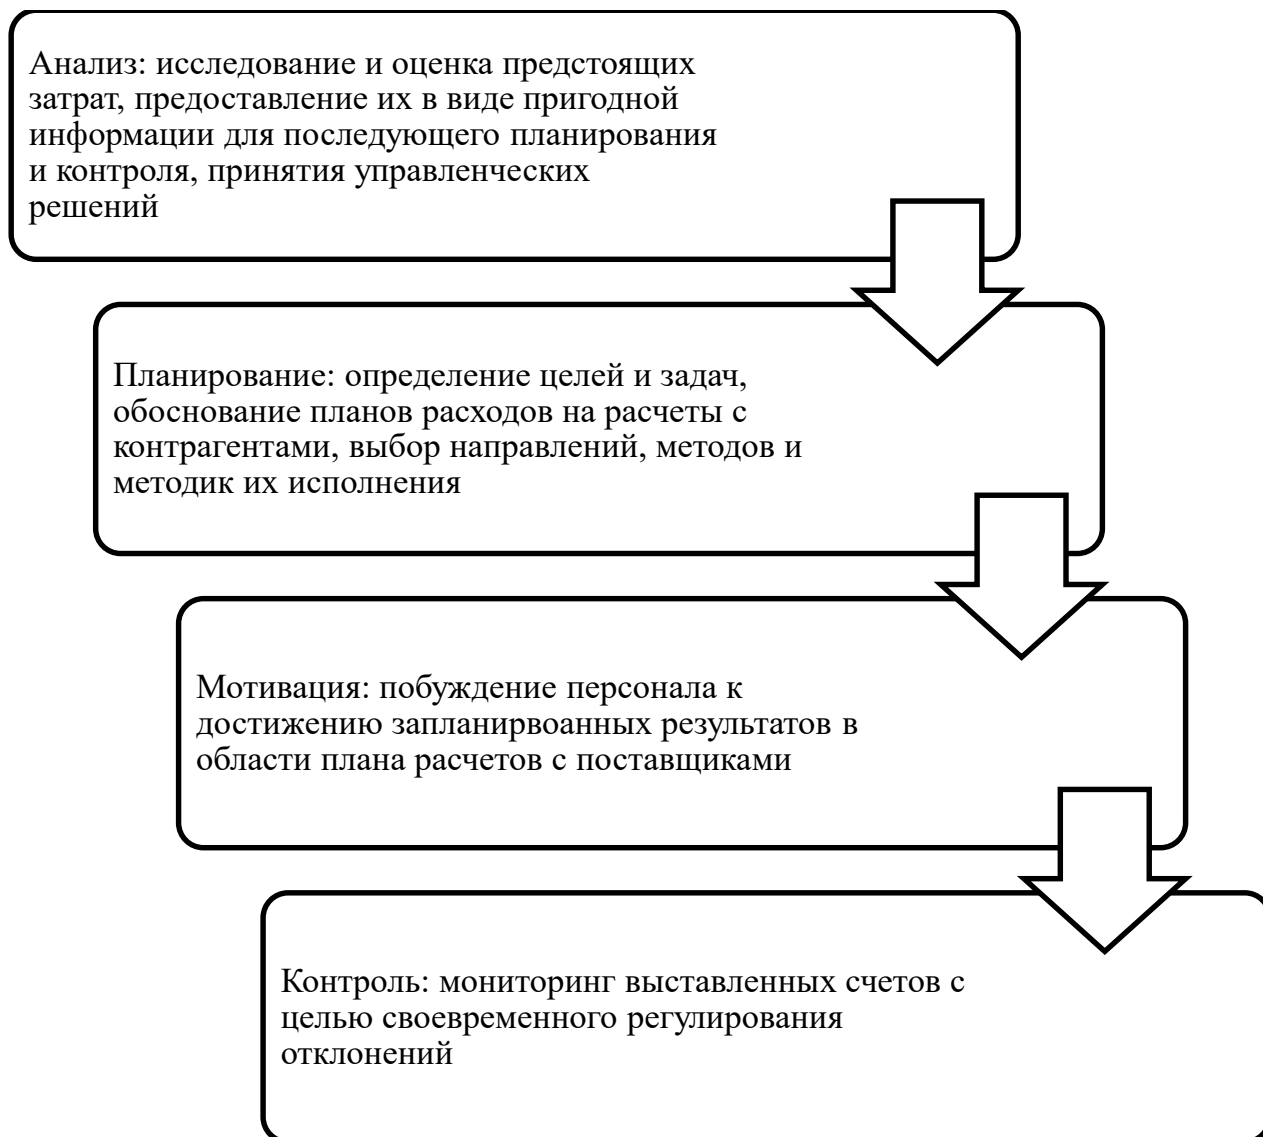 Анализ: исследование и оценка предстоящих
затрат, предоставление их в виде пригодной
информации для последующего планирования
и контроля, принятия управленческих
решений
Планирование: определение целей и задач,
обоснование планов расходов на расчеты с
контрагентами, выбор направлений, методов и
методик их исполнения
Мотивация: побуждение персонала к
достижению запланирвоанных результатов в
области плана расчетов с поставщиками
Контроль: мониторинг выставленных счетов с
целью своевременного регулирования
отклонений